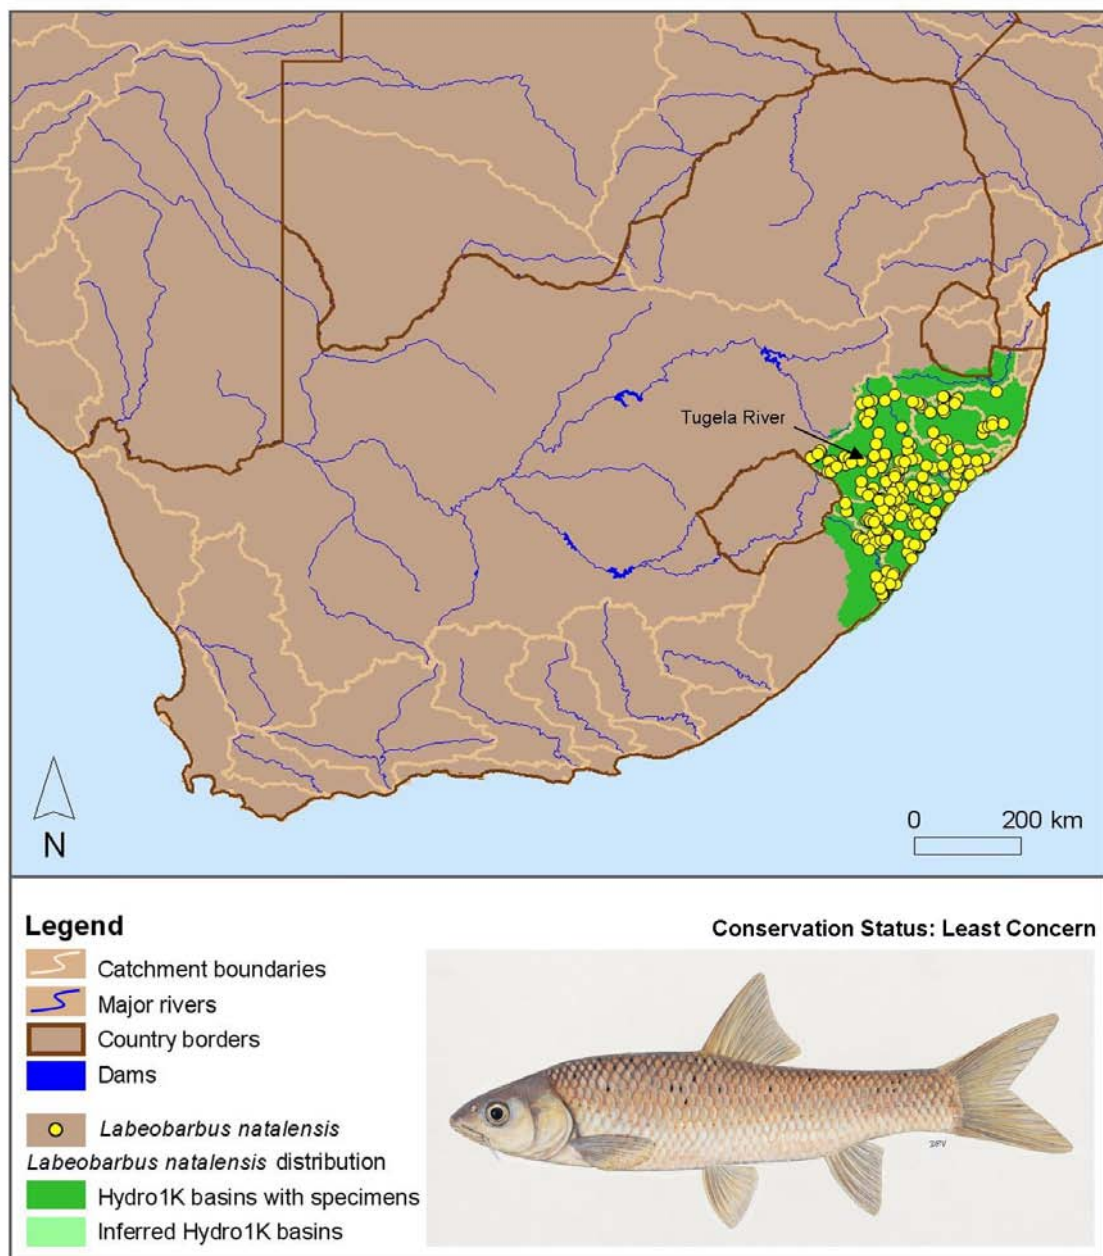 Tugela River
N
0 200 km
Legend
Conservation Status: Least Concern
Catchment boundaries
Major rivers
Country borders
Dams
Labeobarbus natalensis
Labeobarbus natalensis distribution
Hydro1K basins with specimens
Inferred Hydro1K basins